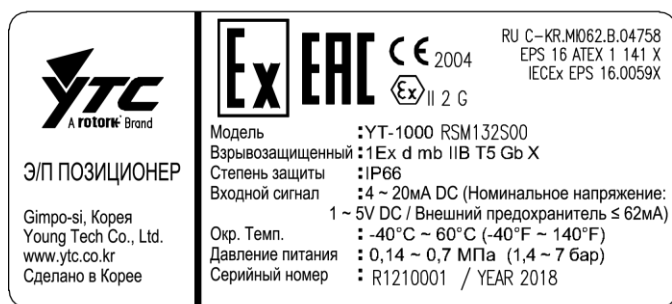 YTC
A rotork Brand
Э/П ПОЗИЦИОНЕР
Gimpo-si, Корея
Young Tech Co., Ltd.
www.ytc.co.kr
Сделано в Корее
Ex EAC CE 2004
Ex II 2 G
RU C-KR.MЮ62.B.04758
EPS 16 ATEX 1 141 X
IECEx EPS 16.0059X
Модель : YT-1000 RSM132S00
Взрывозащищенный : 1Ex d mb IIB T5 Gb X
Степень защиты : IP66
Входной сигнал : 4 ~ 20мА DC (Номинальное напряжение:
1 ~ 5V DC / Внешний предохранитель ≤ 62мА)
Окр. Темп. : -40°C ~ 60°C (-40°F ~ 140°F)
Давление питания : 0,14 ~ 0,7 МПа (1,4 ~ 7 бар)
Серийный номер : R1210001 / YEAR 2018